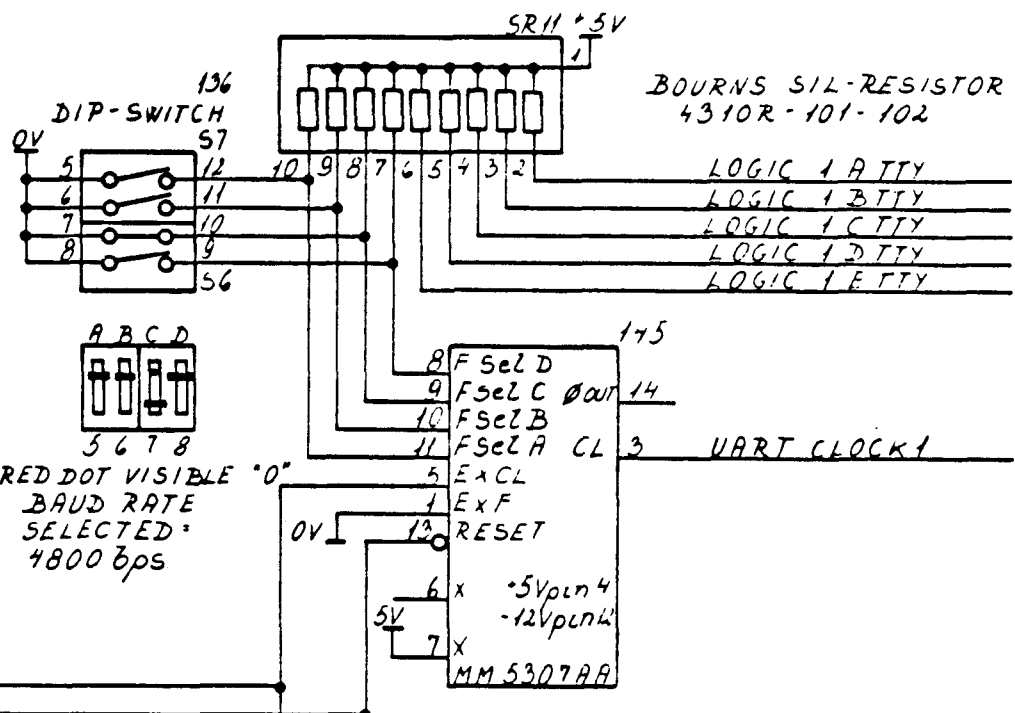 SR11 +5V
1
136
DIP-SWITCH
S7
BOURNS SIL-RESISTOR
4310R-101-102
0V
5 12
6 11
7 10
8 9
S6
10 9 8 7 6 5 4 3 2
LOGIC 1 A TTY
LOGIC 1 B TTY
LOGIC 1 C TTY
LOGIC 1 D TTY
LOGIC 1 E TTY
A B C D
5 6 7 8
RED DOT VISIBLE "0"
BAUD RATE
SELECTED:
4800 bps
145
8 F Sel D
9 F Sel C ØOUT 14
10 F Sel B
11 F Sel A CL 3 UART CLOCK 1
5 ExCL
1 ExF
0V
13 RESET
6 X +5V pin 4
-12V pin
5V
7 X
MM 5307AA